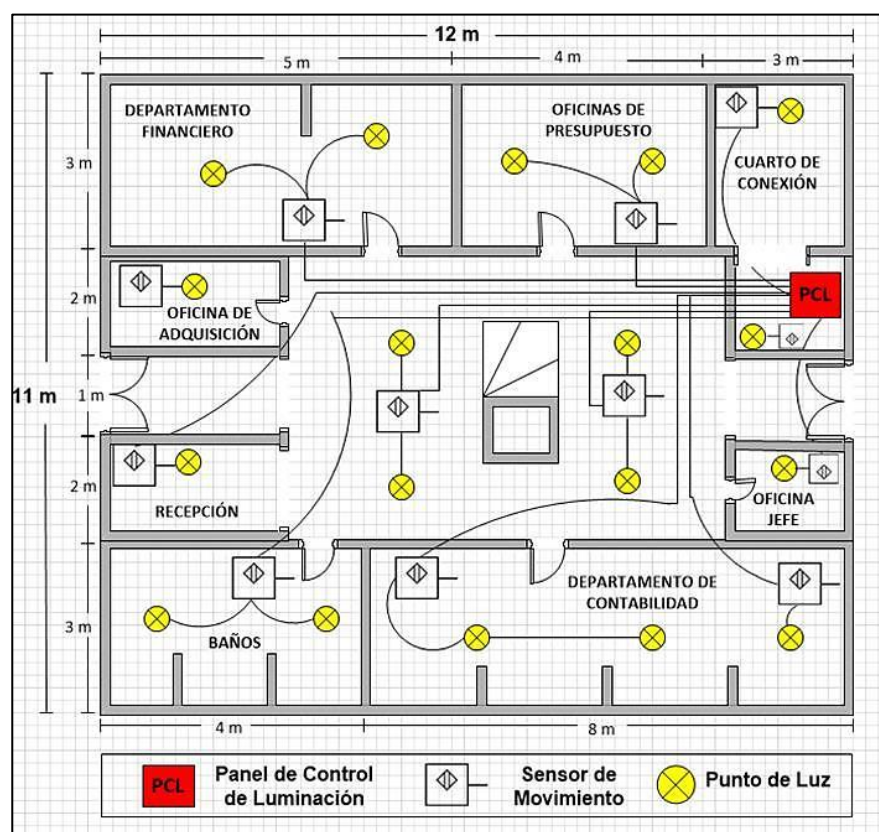 12 m
5 m
4 m
3 m
DEPARTAMENTO
FINANCIERO
OFICINAS DE
PRESUPUESTO
CUARTO DE
CONEXIÓN
3 m
2 m
OFICINA DE
ADQUISICIÓN
PCL
11 m
1 m
2 m
RECEPCIÓN
OFICINA
JEFE
3 m
BAÑOS
DEPARTAMENTO DE
CONTABILIDAD
4 m
8 m
PCL
Panel de Control
de Luminación
Sensor de
Movimiento
Punto de Luz